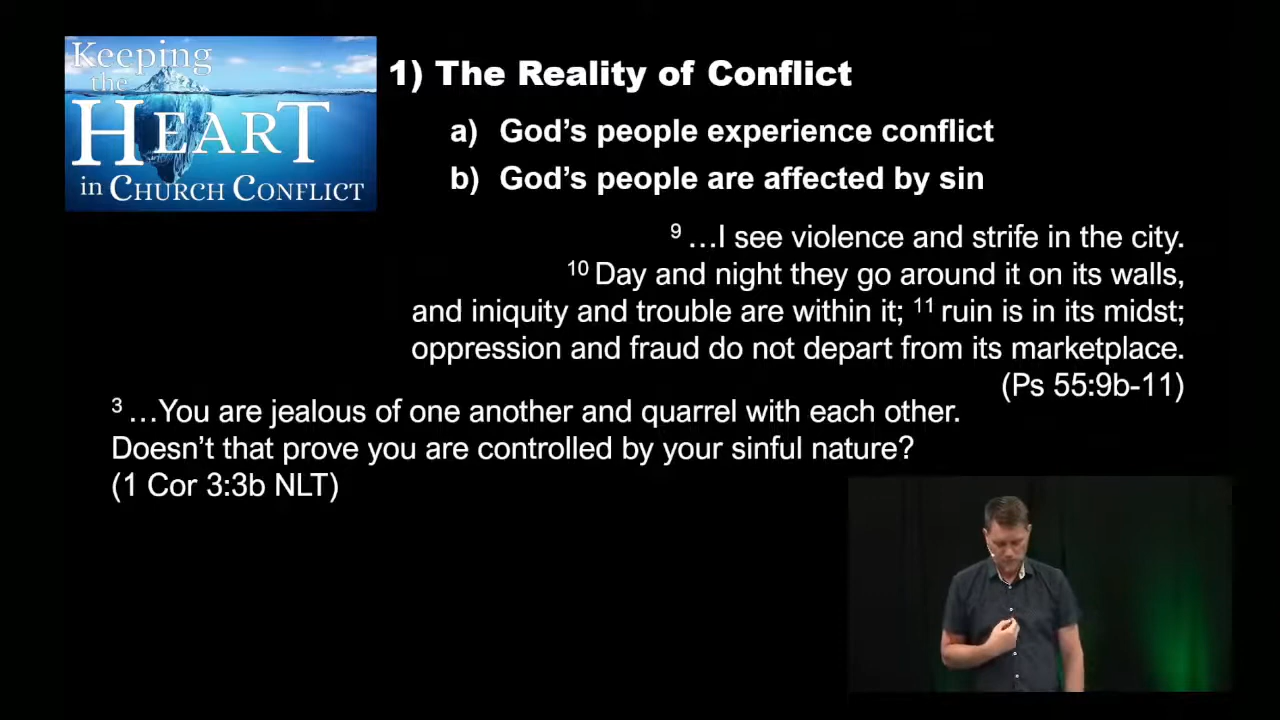 Keeping
the
HEART
in CHURCH CONFLICT
1) The Reality of Conflict
a) God’s people experience conflict
b) God’s people are affected by sin
9 …I see violence and strife in the city.
10 Day and night they go around it on its walls,
and iniquity and trouble are within it; 11 ruin is in its midst;
oppression and fraud do not depart from its marketplace.
(Ps 55:9b-11)
3 …You are jealous of one another and quarrel with each other.
Doesn’t that prove you are controlled by your sinful nature?
(1 Cor 3:3b NLT)